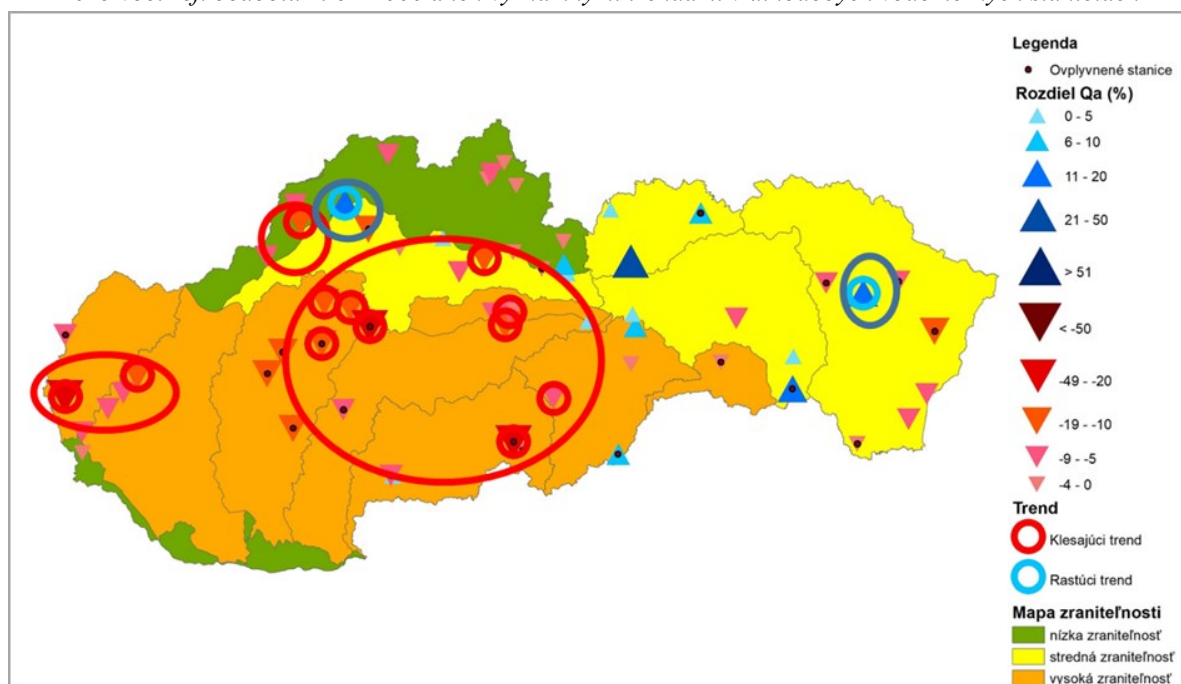 Legenda
Ovplyvnené stanice
Rozdiel Qa (%)
0 - 5
6 - 10
11 - 20
21 - 50
> 51
< -50
-49 - -20
-19 - -10
-9 - -5
-4 - 0
Trend
Klesajúci trend
Rastúci trend
Mapa zraniteľnosti
nízka zraniteľnosť
stredná zraniteľnosť
vysoká zraniteľnosť